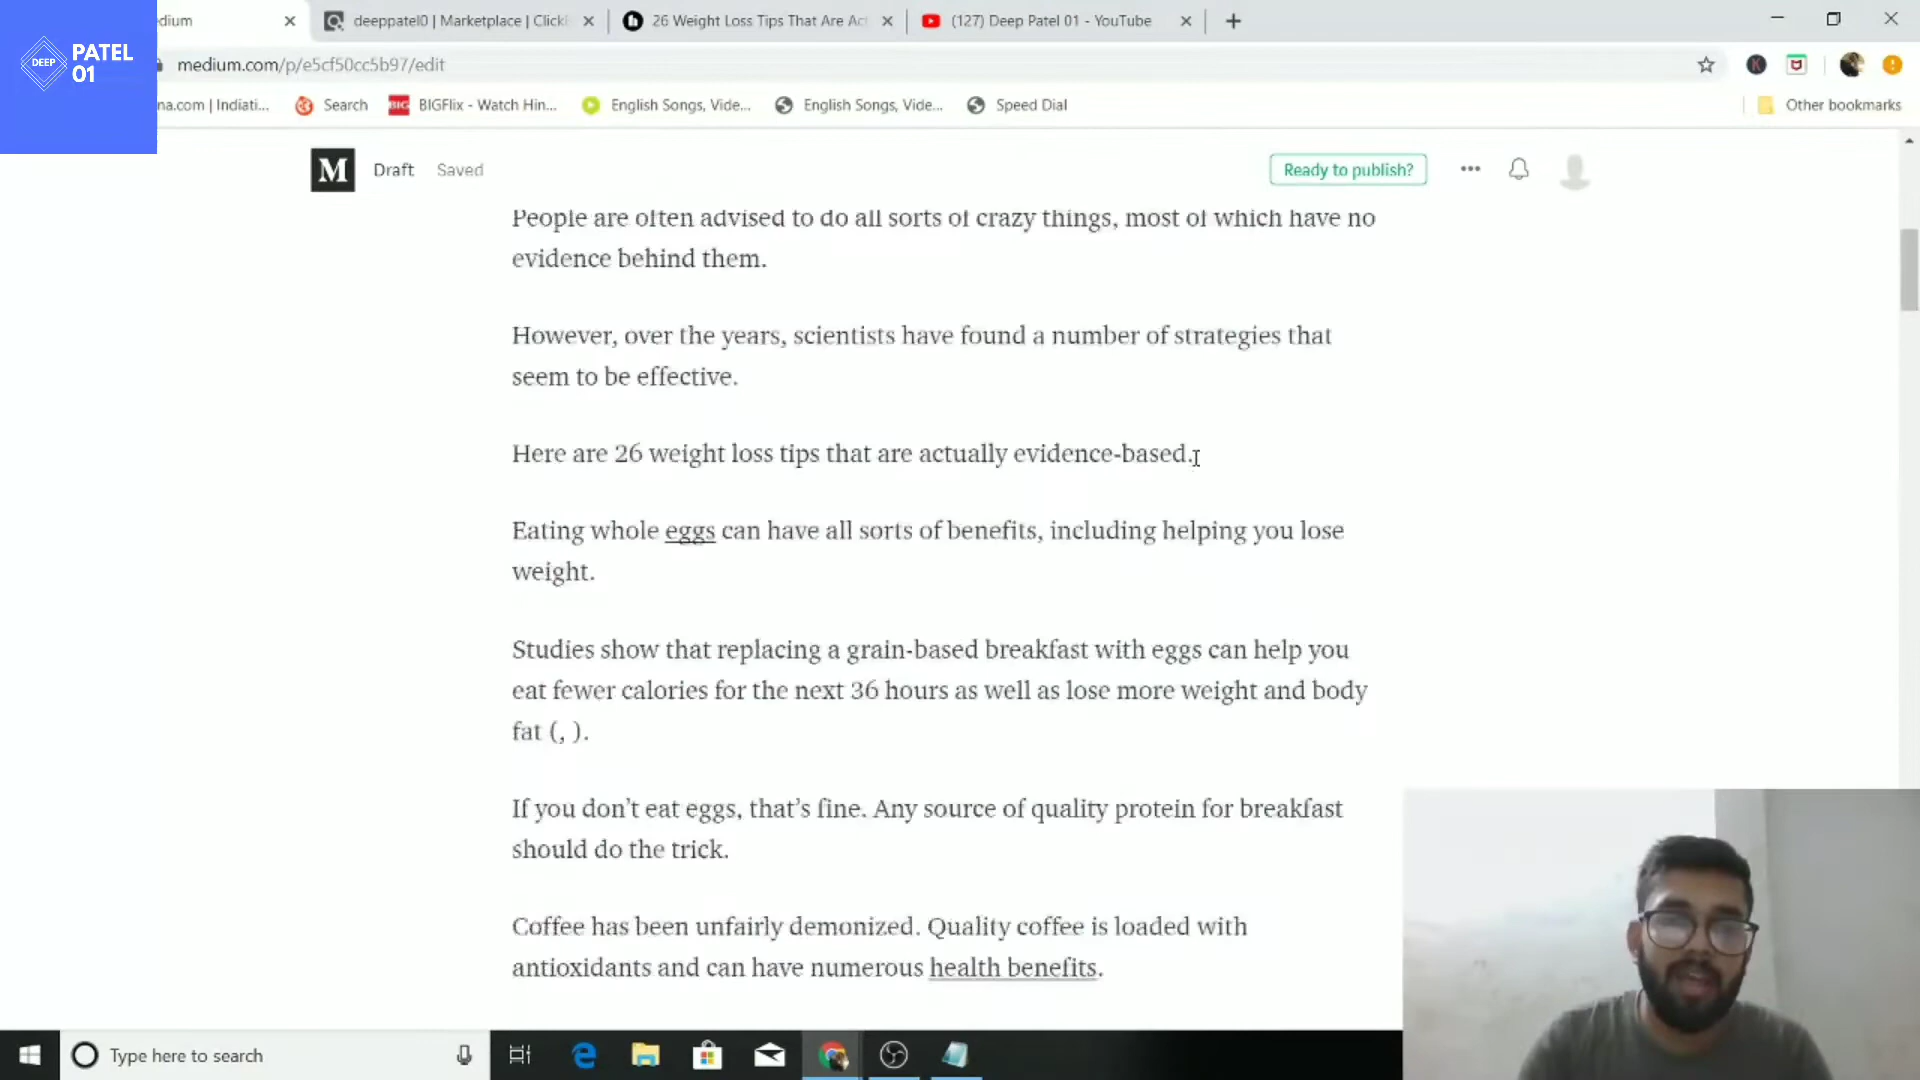 edium
deeppatel0 | Marketplace | Click
26 Weight Loss Tips That Are Ac
(127) Deep Patel 01 - YouTube
DEEP
PATEL
01
medium.com/p/e5cf50cc5b97/edit
na.com | Indiati...
Search
BIG
BIGFlix - Watch Hin...
English Songs, Vide...
English Songs, Vide...
Speed Dial
Other bookmarks
M
Draft
Saved
Ready to publish?
People are often advised to do all sorts of crazy things, most of which have no
evidence behind them.
However, over the years, scientists have found a number of strategies that
seem to be effective.
Here are 26 weight loss tips that are actually evidence-based.
Eating whole eggs can have all sorts of benefits, including helping you lose
weight.
Studies show that replacing a grain-based breakfast with eggs can help you
eat fewer calories for the next 36 hours as well as lose more weight and body
fat (, ).
If you don’t eat eggs, that’s fine. Any source of quality protein for breakfast
should do the trick.
Coffee has been unfairly demonized. Quality coffee is loaded with
antioxidants and can have numerous health benefits.
Type here to search